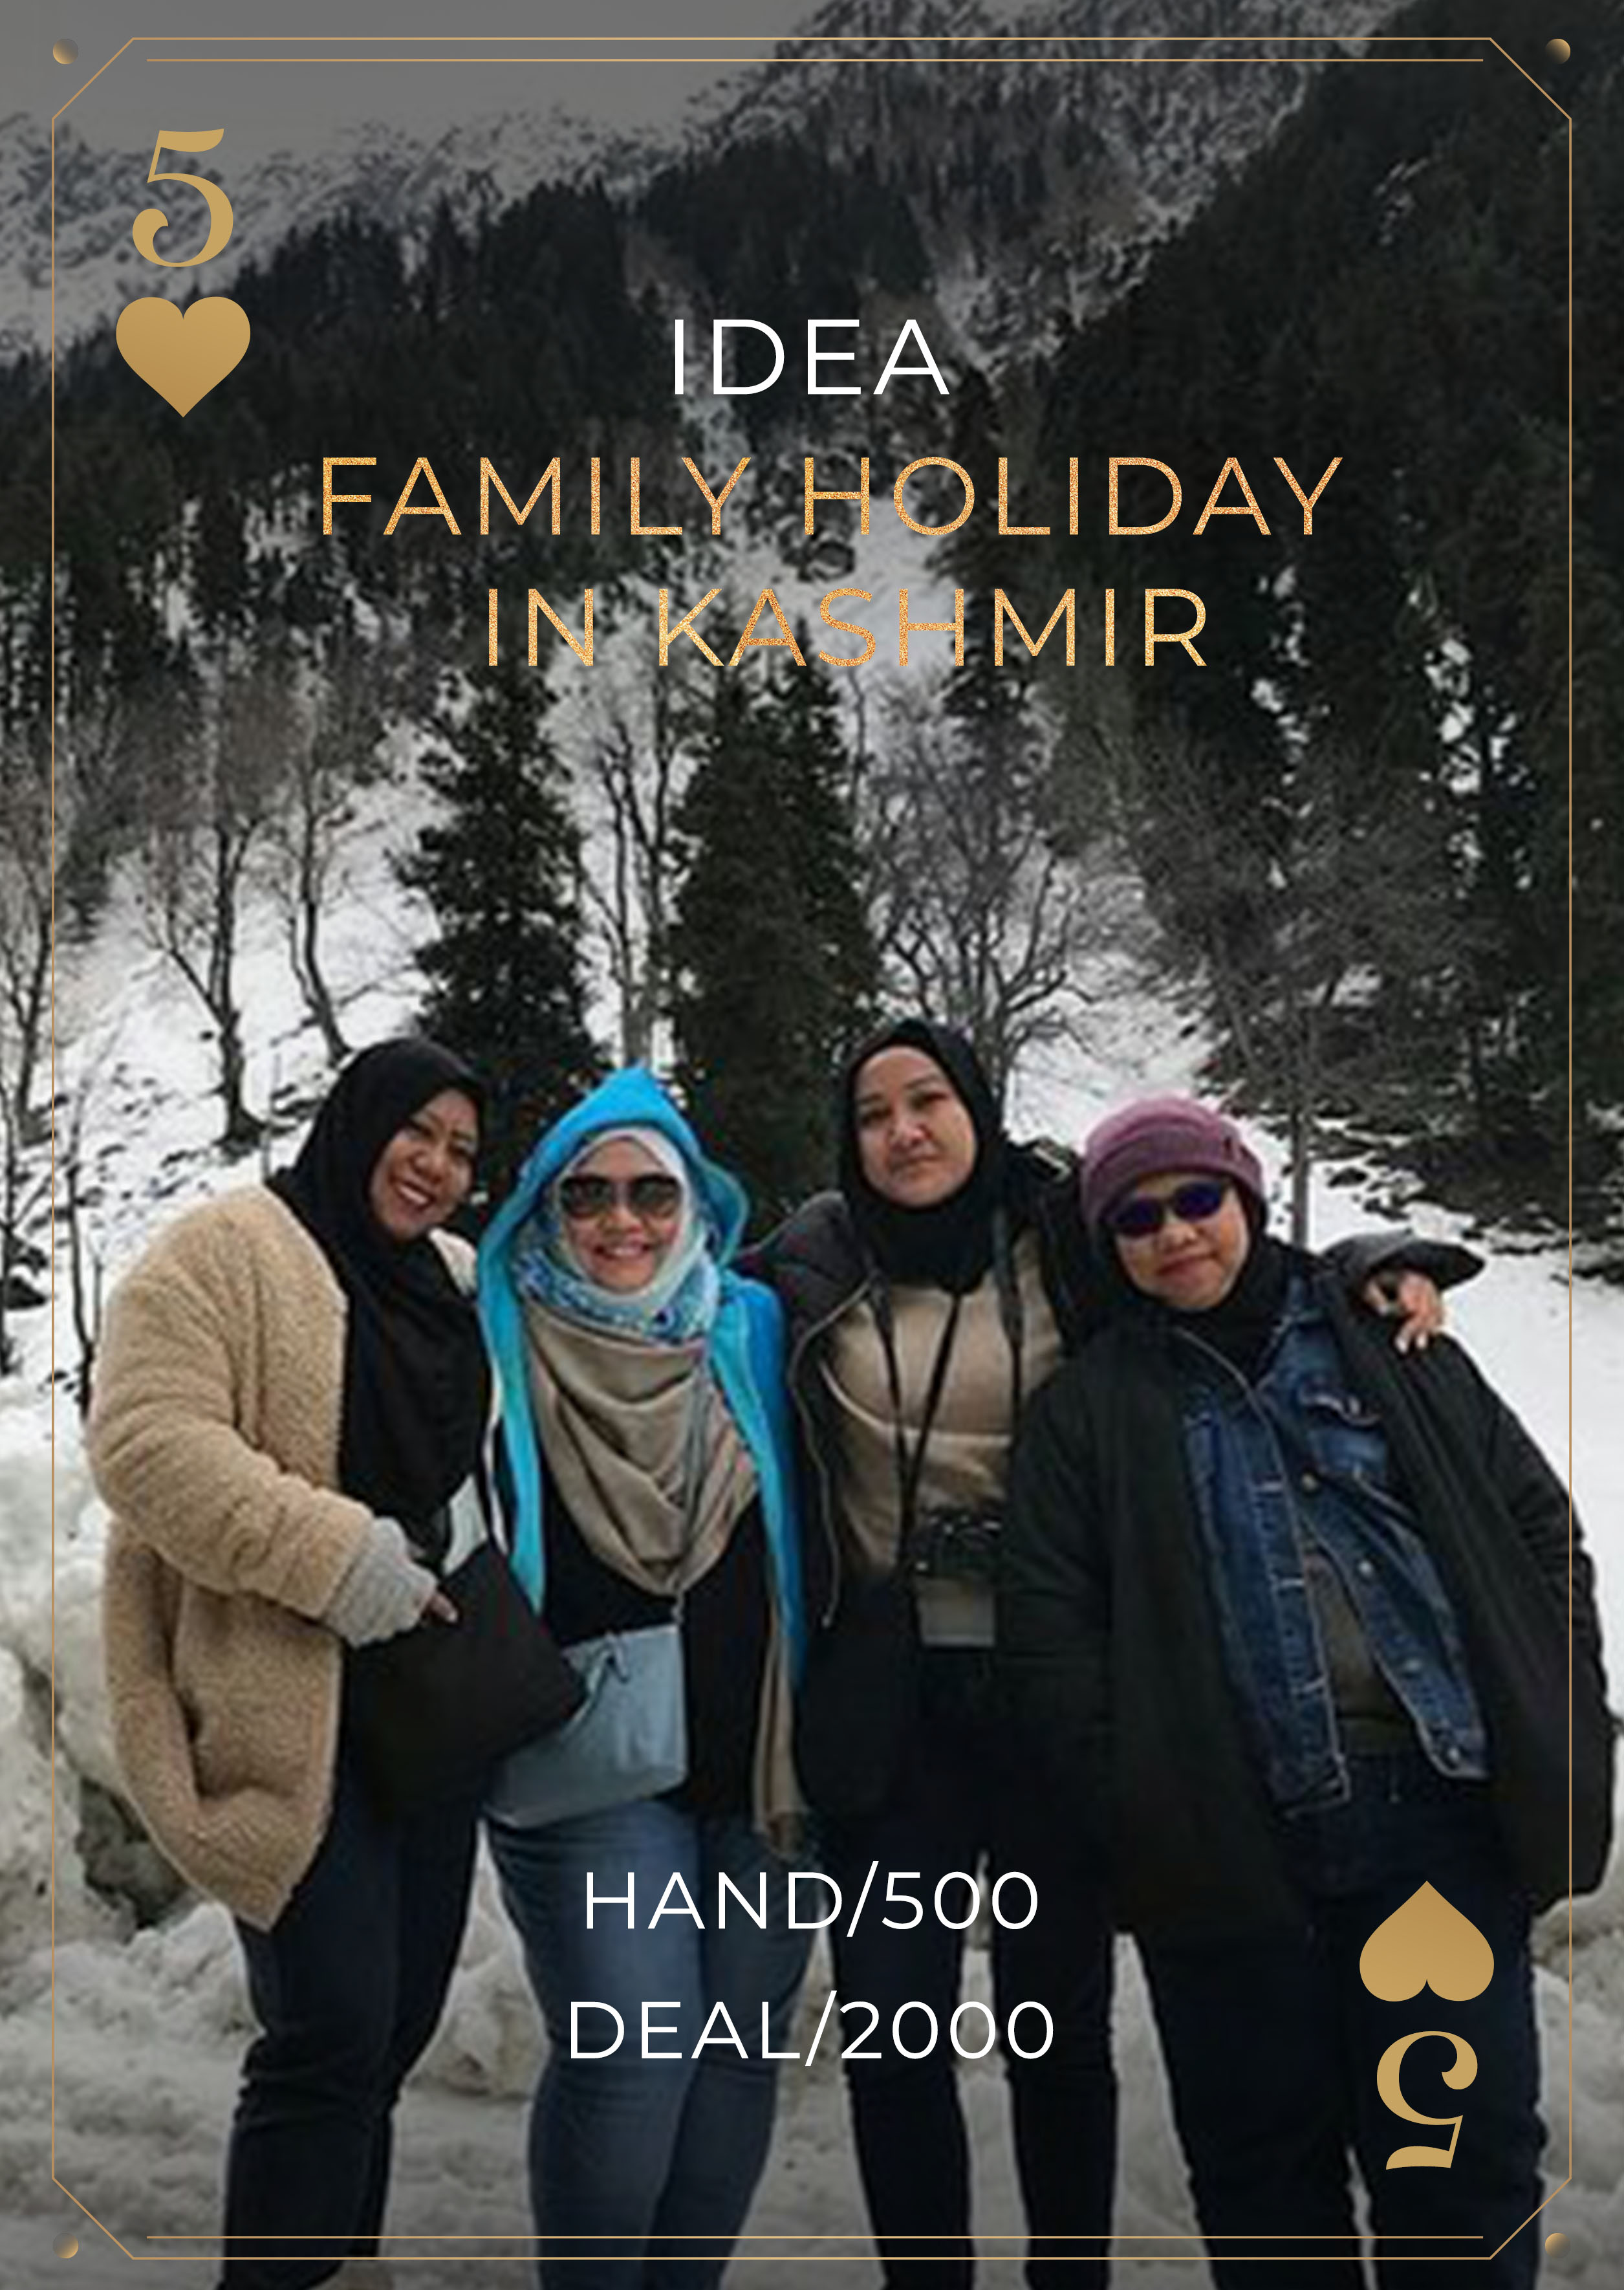 5
IDEA
FAMILY HOLIDAY
IN KASHMIR
HAND/500
DEAL/2000
5